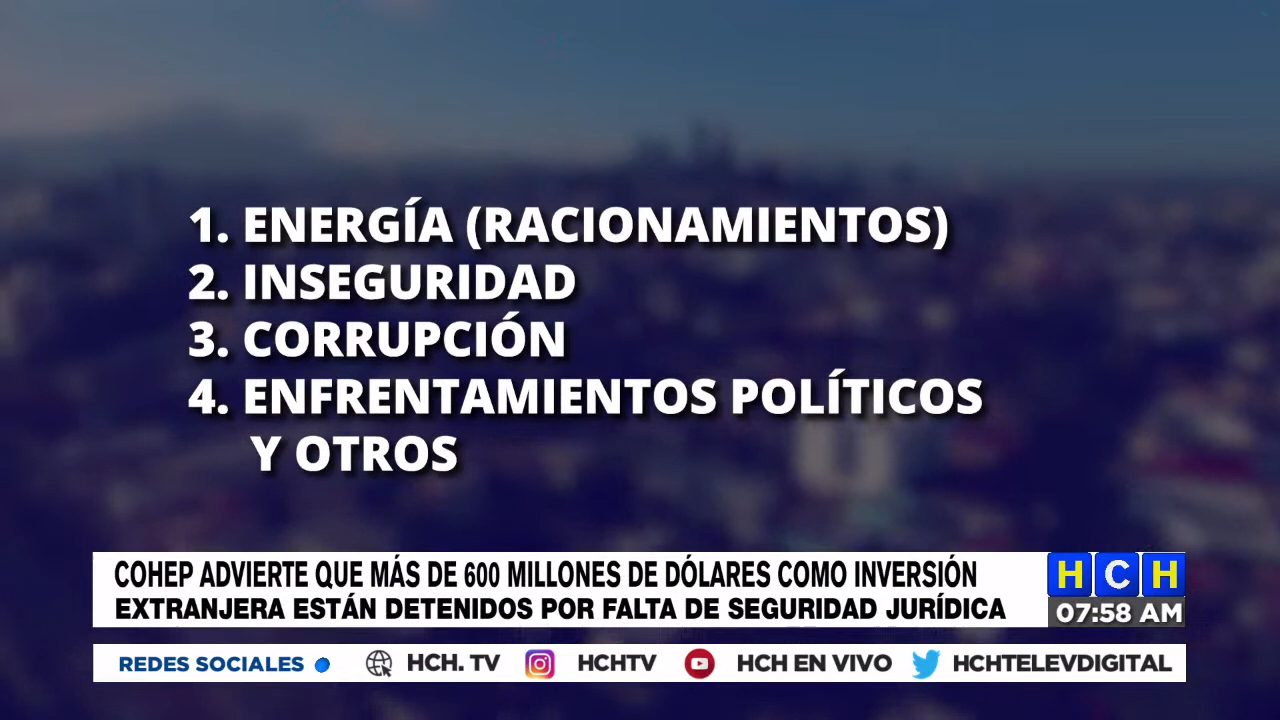 1. ENERGÍA (RACIONAMIENTOS)
2. INSEGURIDAD
3. CORRUPCIÓN
4. ENFRENTAMIENTOS POLÍTICOS
Y OTROS
COHEP ADVIERTE QUE MÁS DE 600 MILLONES DE DÓLARES COMO INVERSIÓN
EXTRANJERA ESTÁN DETENIDOS POR FALTA DE SEGURIDAD JURÍDICA
HCH
07:58 AM
REDES SOCIALES HCH. TV HCHTV HCH EN VIVO HCHTELEVDIGITAL